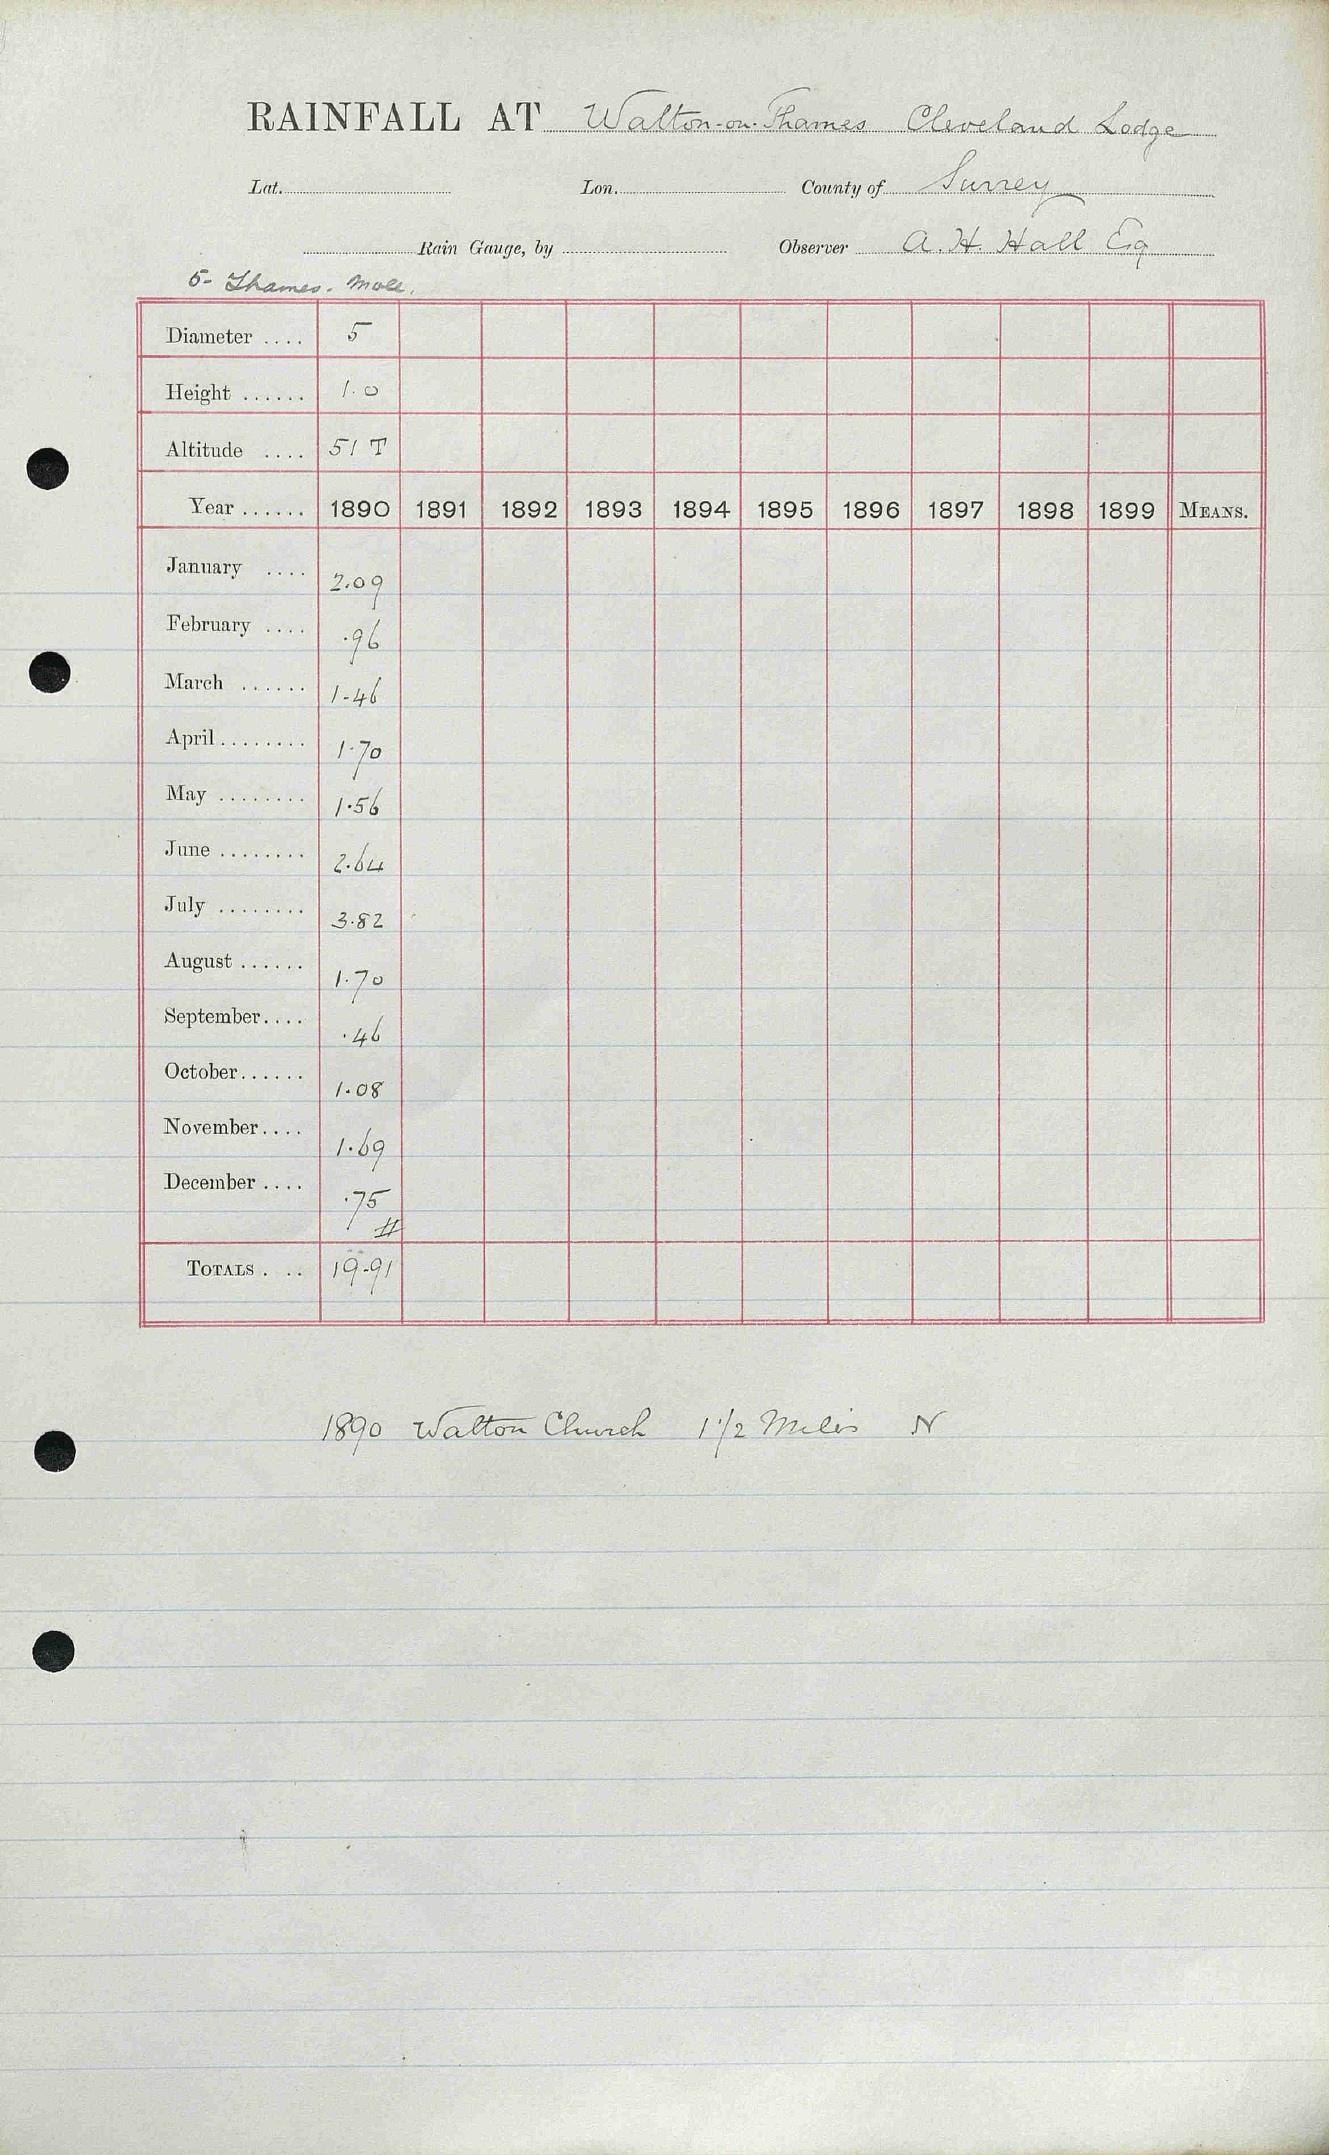 RAINFALL AT Walton-on-Thames Cleveland Lodge
Lat. Lon. County of Surrey
Rain Gauge, by Observer A. H. Hall Esq
5- Thames. Mole.
Diameter .... 5
Height ...... 1.0
Altitude .... 51 T
Year ...... 1890 1891 1892 1893 1894 1895 1896 1897 1898 1899 MEANS.
January .... 2.09
February .... .96
March ...... 1.46
April ........ 1.70
May ........ 1.56
June ........ 2.64
July ........ 3.82
August ...... 1.70
September.... .46
October...... 1.08
November.... 1.69
December .... .75
TOTALS . .. 19.91
1890 Walton Church 1 1/2 Miles N